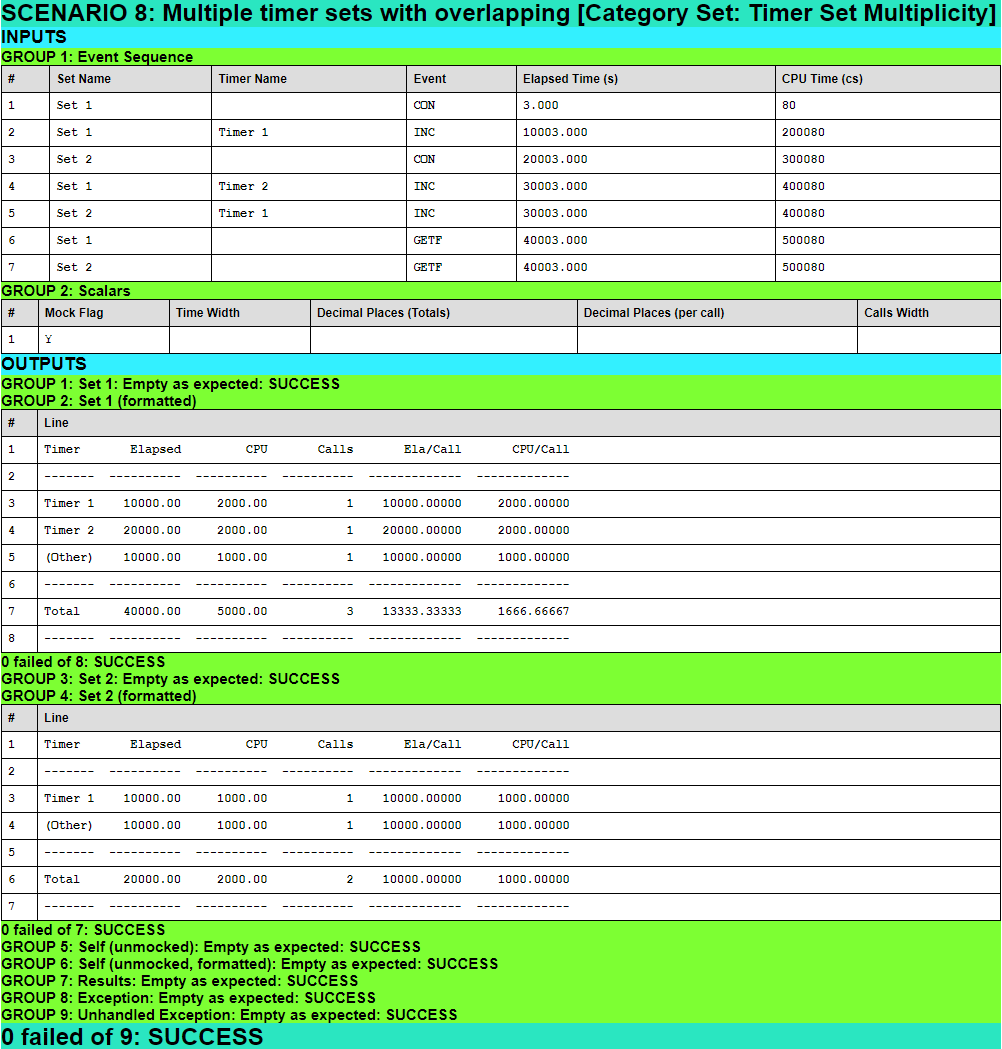 SCENARIO 8: Multiple timer sets with overlapping [Category Set: Timer Set Multiplicity]
INPUTS
GROUP 1: Event Sequence
# Set Name Timer Name Event Elapsed Time (s) CPU Time (cs)
1 Set 1 CON 3.000 80
2 Set 1 Timer 1 INC 10003.000 200080
3 Set 2 CON 20003.000 300080
4 Set 1 Timer 2 INC 30003.000 400080
5 Set 2 Timer 1 INC 30003.000 400080
6 Set 1 GETF 40003.000 500080
7 Set 2 GETF 40003.000 500080
GROUP 2: Scalars
# Mock Flag Time Width Decimal Places (Totals) Decimal Places (per call) Calls Width
1 Y
OUTPUTS
GROUP 1: Set 1: Empty as expected: SUCCESS
GROUP 2: Set 1 (formatted)
# Line
1 Timer Elapsed CPU Calls Ela/Call CPU/Call
2 ------- ---------- ---------- ---------- ------------- -------------
3 Timer 1 10000.00 2000.00 1 10000.00000 2000.00000
4 Timer 2 20000.00 2000.00 1 20000.00000 2000.00000
5 (Other) 10000.00 1000.00 1 10000.00000 1000.00000
6 ------- ---------- ---------- ---------- ------------- -------------
7 Total 40000.00 5000.00 3 13333.33333 1666.66667
8 ------- ---------- ---------- ---------- ------------- -------------
0 failed of 8: SUCCESS
GROUP 3: Set 2: Empty as expected: SUCCESS
GROUP 4: Set 2 (formatted)
# Line
1 Timer Elapsed CPU Calls Ela/Call CPU/Call
2 ------- ---------- ---------- ---------- ------------- -------------
3 Timer 1 10000.00 1000.00 1 10000.00000 1000.00000
4 (Other) 10000.00 1000.00 1 10000.00000 1000.00000
5 ------- ---------- ---------- ---------- ------------- -------------
6 Total 20000.00 2000.00 2 10000.00000 1000.00000
7 ------- ---------- ---------- ---------- ------------- -------------
0 failed of 7: SUCCESS
GROUP 5: Self (unmocked): Empty as expected: SUCCESS
GROUP 6: Self (unmocked, formatted): Empty as expected: SUCCESS
GROUP 7: Results: Empty as expected: SUCCESS
GROUP 8: Exception: Empty as expected: SUCCESS
GROUP 9: Unhandled Exception: Empty as expected: SUCCESS
0 failed of 9: SUCCESS